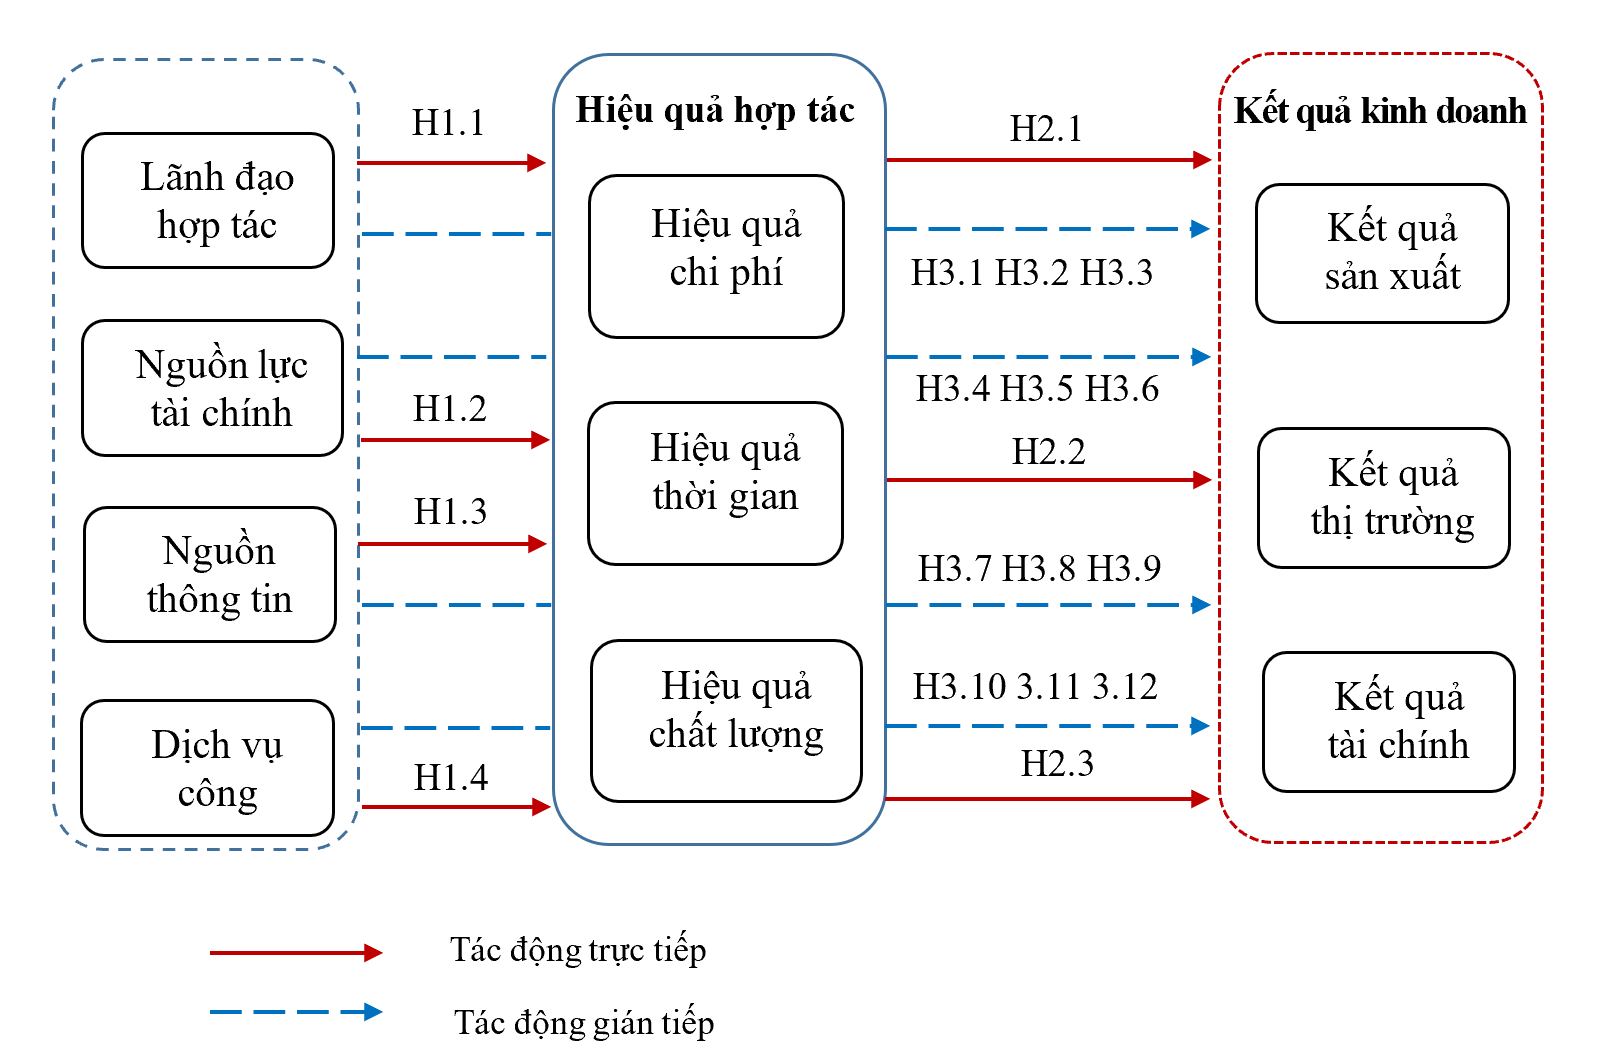 Lãnh đạo
hợp tác
Nguồn lực
tài chính
Nguồn
thông tin
Dịch vụ
công
H1.1
H1.2
H1.3
H1.4
Hiệu quả hợp tác
Hiệu quả
chi phí
Hiệu quả
thời gian
Hiệu quả
chất lượng
H2.1
H3.1 H3.2 H3.3
H3.4 H3.5 H3.6
H2.2
H3.7 H3.8 H3.9
H3.10 3.11 3.12
H2.3
Kết quả kinh doanh
Kết quả
sản xuất
Kết quả
thị trường
Kết quả
tài chính
Tác động trực tiếp
Tác động gián tiếp